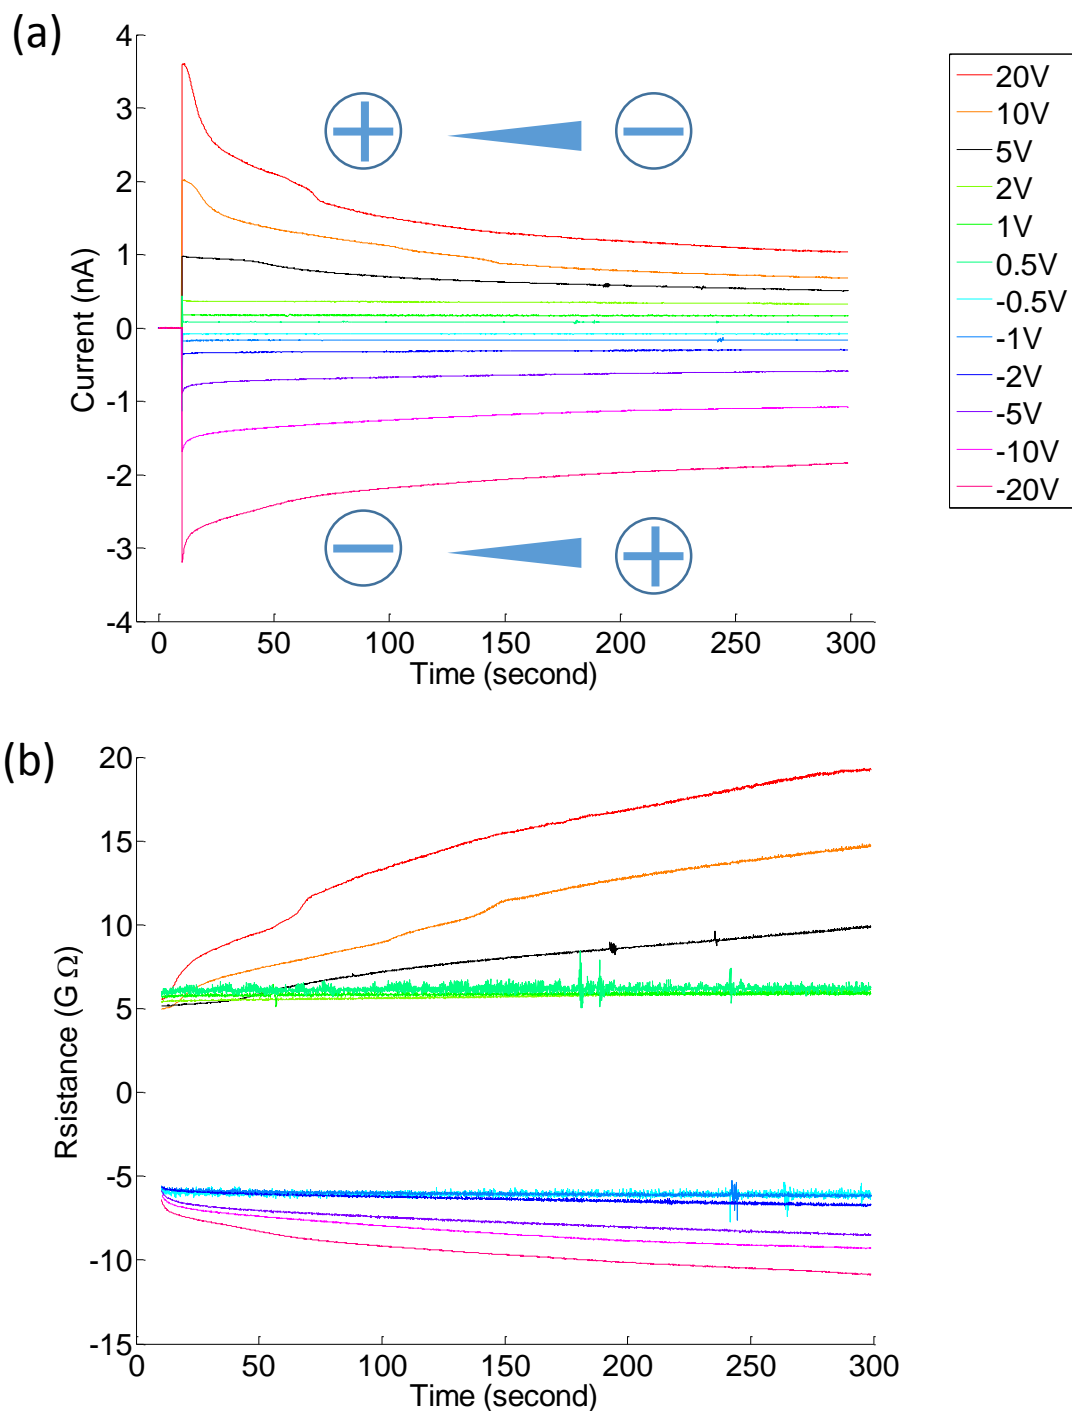 (a)
4
3
2
1
0
-1
-2
-3
-4
Current (nA)
0 50 100 150 200 250 300
Time (second)
20V
10V
5V
2V
1V
0.5V
-0.5V
-1V
-2V
-5V
-10V
-20V
(b)
20
15
10
5
0
-5
-10
-15
Rsistance (G Ω)
0 50 100 150 200 250 300
Time (second)